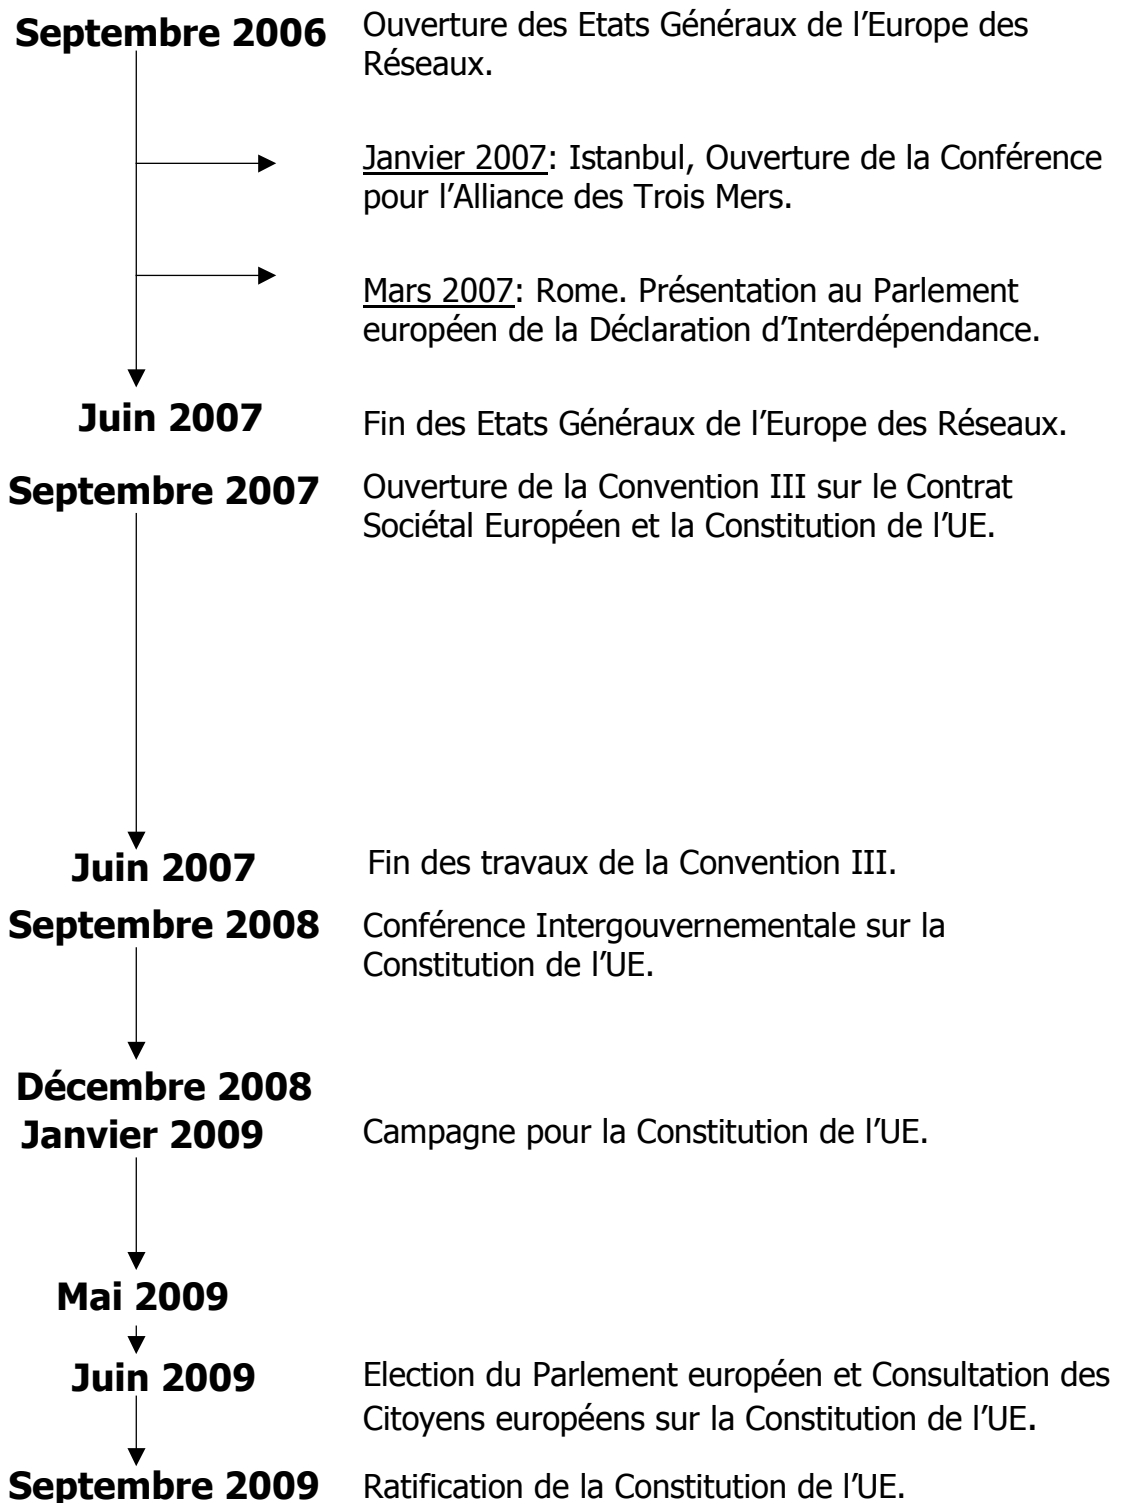 Septembre 2006
Ouverture des Etats Généraux de l’Europe des
Réseaux.
Janvier 2007: Istanbul, Ouverture de la Conférence
pour l’Alliance des Trois Mers.
Mars 2007: Rome. Présentation au Parlement
européen de la Déclaration d’Interdépendance.
Juin 2007
Fin des Etats Généraux de l’Europe des Réseaux.
Septembre 2007
Ouverture de la Convention III sur le Contrat
Sociétal Européen et la Constitution de l’UE.
Juin 2007
Fin des travaux de la Convention III.
Septembre 2008
Conférence Intergouvernementale sur la
Constitution de l’UE.
Décembre 2008
Janvier 2009
Campagne pour la Constitution de l’UE.
Mai 2009
Juin 2009
Election du Parlement européen et Consultation des
Citoyens européens sur la Constitution de l’UE.
Septembre 2009
Ratification de la Constitution de l’UE.